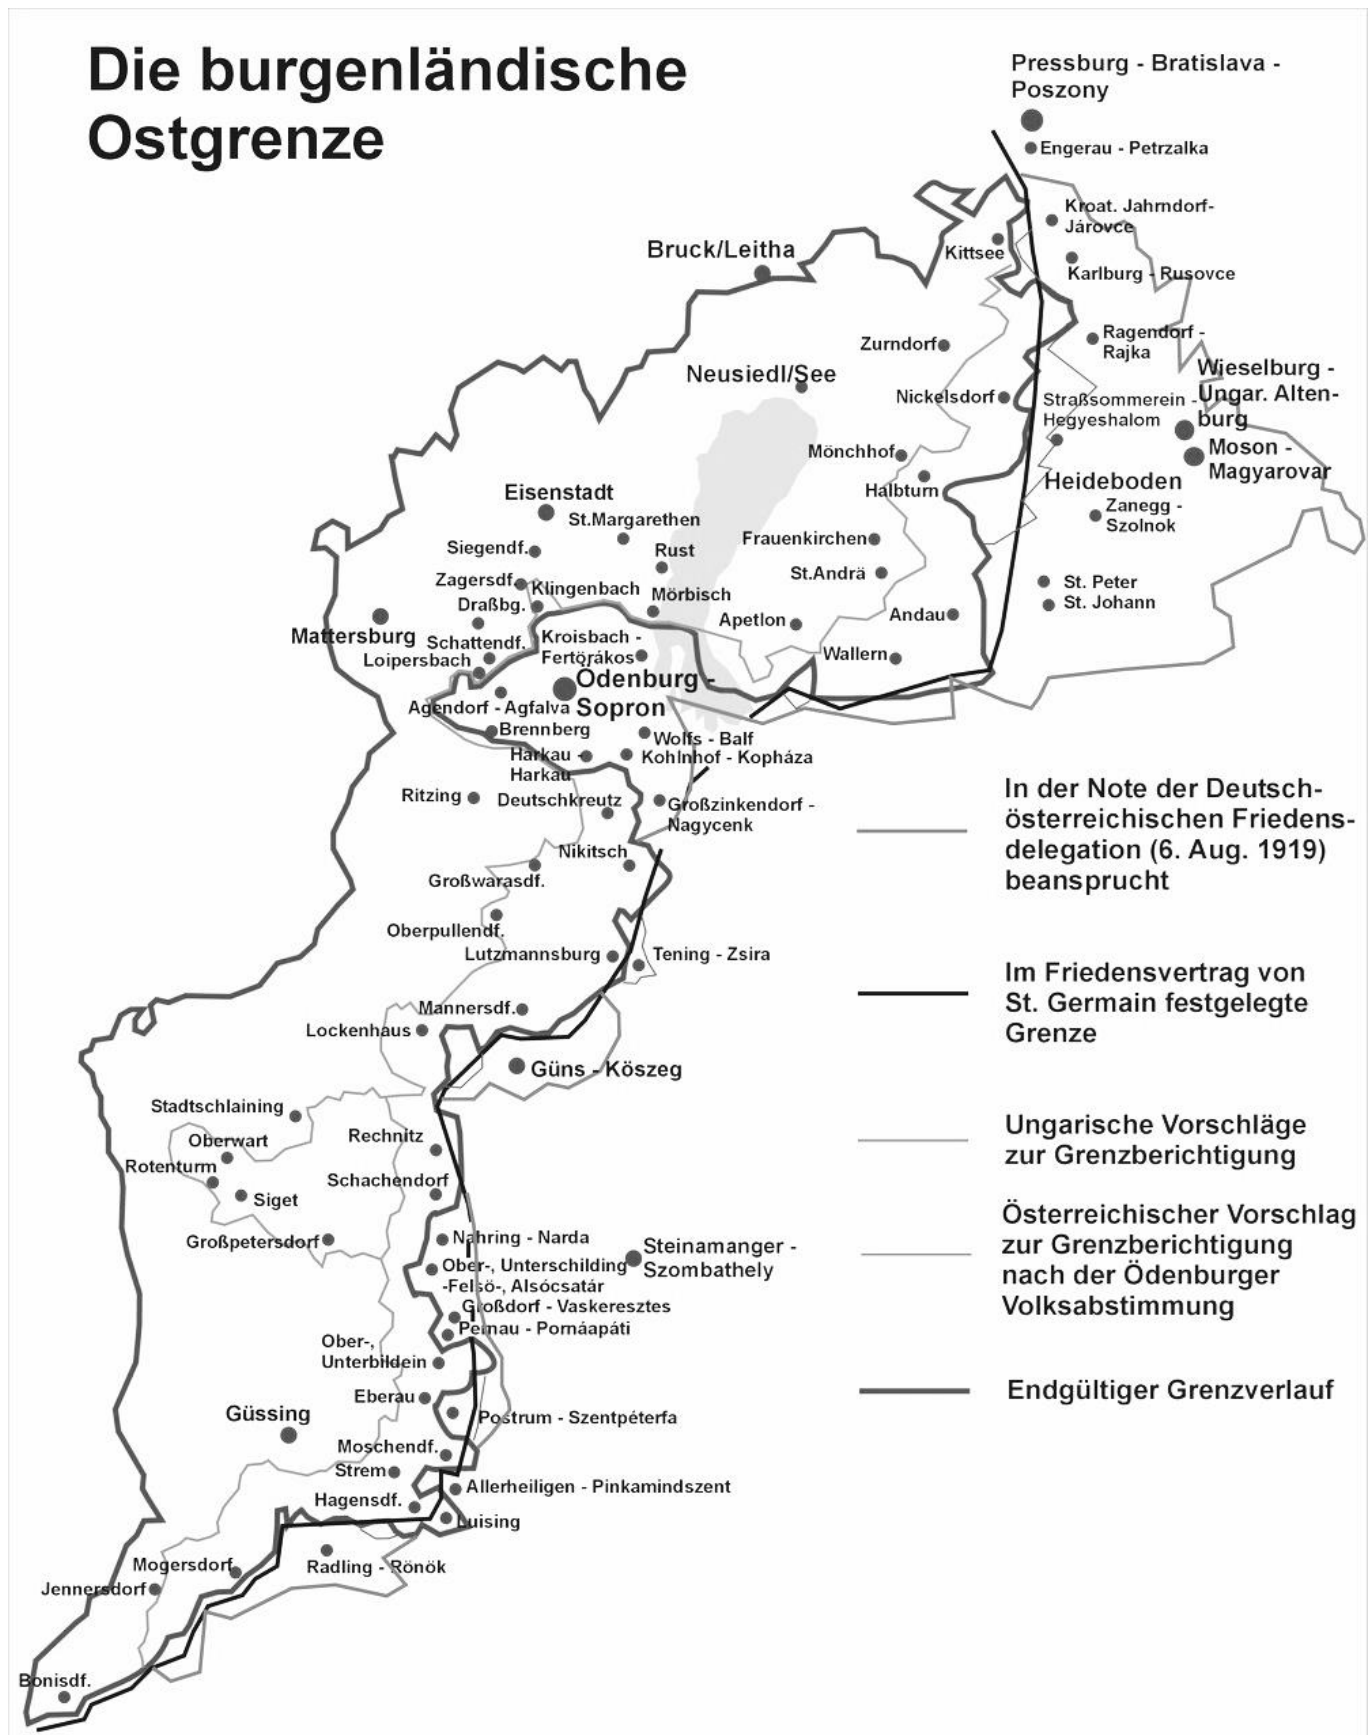 Die burgenländische
Ostgrenze
Pressburg - Bratislava -
Poszony
Engerau - Petrzalka
Kroat. Jahrndorf-
Járovce
Kittsee
Karlburg - Rusovce
Bruck/Leitha
Zurndorf
Ragendorf -
Rajka
Neusiedl/See
Wieselburg -
Ungar. Alten-
burg
Nickelsdorf
Straßsommerein -
Hegyeshalom
Moson -
Magyarovar
Mönchhof
Halbturn
Heideboden
Zanegg -
Szolnok
Eisenstadt
St.Margarethen
Siegendf.
Rust
Frauenkirchen
St.Andrä
Zagersdf.
Klingenbach
Mörbisch
Draßbg.
St. Peter
St. Johann
Apetlon
Andau
Mattersburg
Schattendf.
Loipersbach
Kroisbach -
Fertörákos
Wallern
Ödenburg -
Sopron
Agendorf - Agfalva
Brennberg
Wolfs - Balf
Harkau -
Harkau
Kohlnhof - Kopháza
Ritzing
Deutschkreutz
Großzinkendorf -
Nagycenk
Nikitsch
Großwarasdf.
Oberpullendf.
Lutzmannsburg
Tening - Zsira
Mannersdf.
Lockenhaus
Güns - Köszeg
Stadtschlaining
Oberwart
Rechnitz
Rotenturm
Schachendorf
Siget
Großpetersdorf
Nahring - Narda
Steinamanger -
Szombathely
Ober-, Unterschilding
-Felsö-, Alsócsatár
Großdorf - Vaskeresztes
Pernau - Pornáapáti
Ober-,
Unterbildein
Eberau
Güssing
Postrum - Szentpéterfa
Moschendf.
Strem
Allerheiligen - Pinkamindszent
Hagensdf.
Luising
Mogersdorf
Radling - Rönök
Jennersdorf
Bonisdf.
In der Note der Deutsch-
österreichischen Friedens-
delegation (6. Aug. 1919)
beansprucht
Im Friedensvertrag von
St. Germain festgelegte
Grenze
Ungarische Vorschläge
zur Grenzberichtigung
Österreichischer Vorschlag
zur Grenzberichtigung
nach der Ödenburger
Volksabstimmung
Endgültiger Grenzverlauf